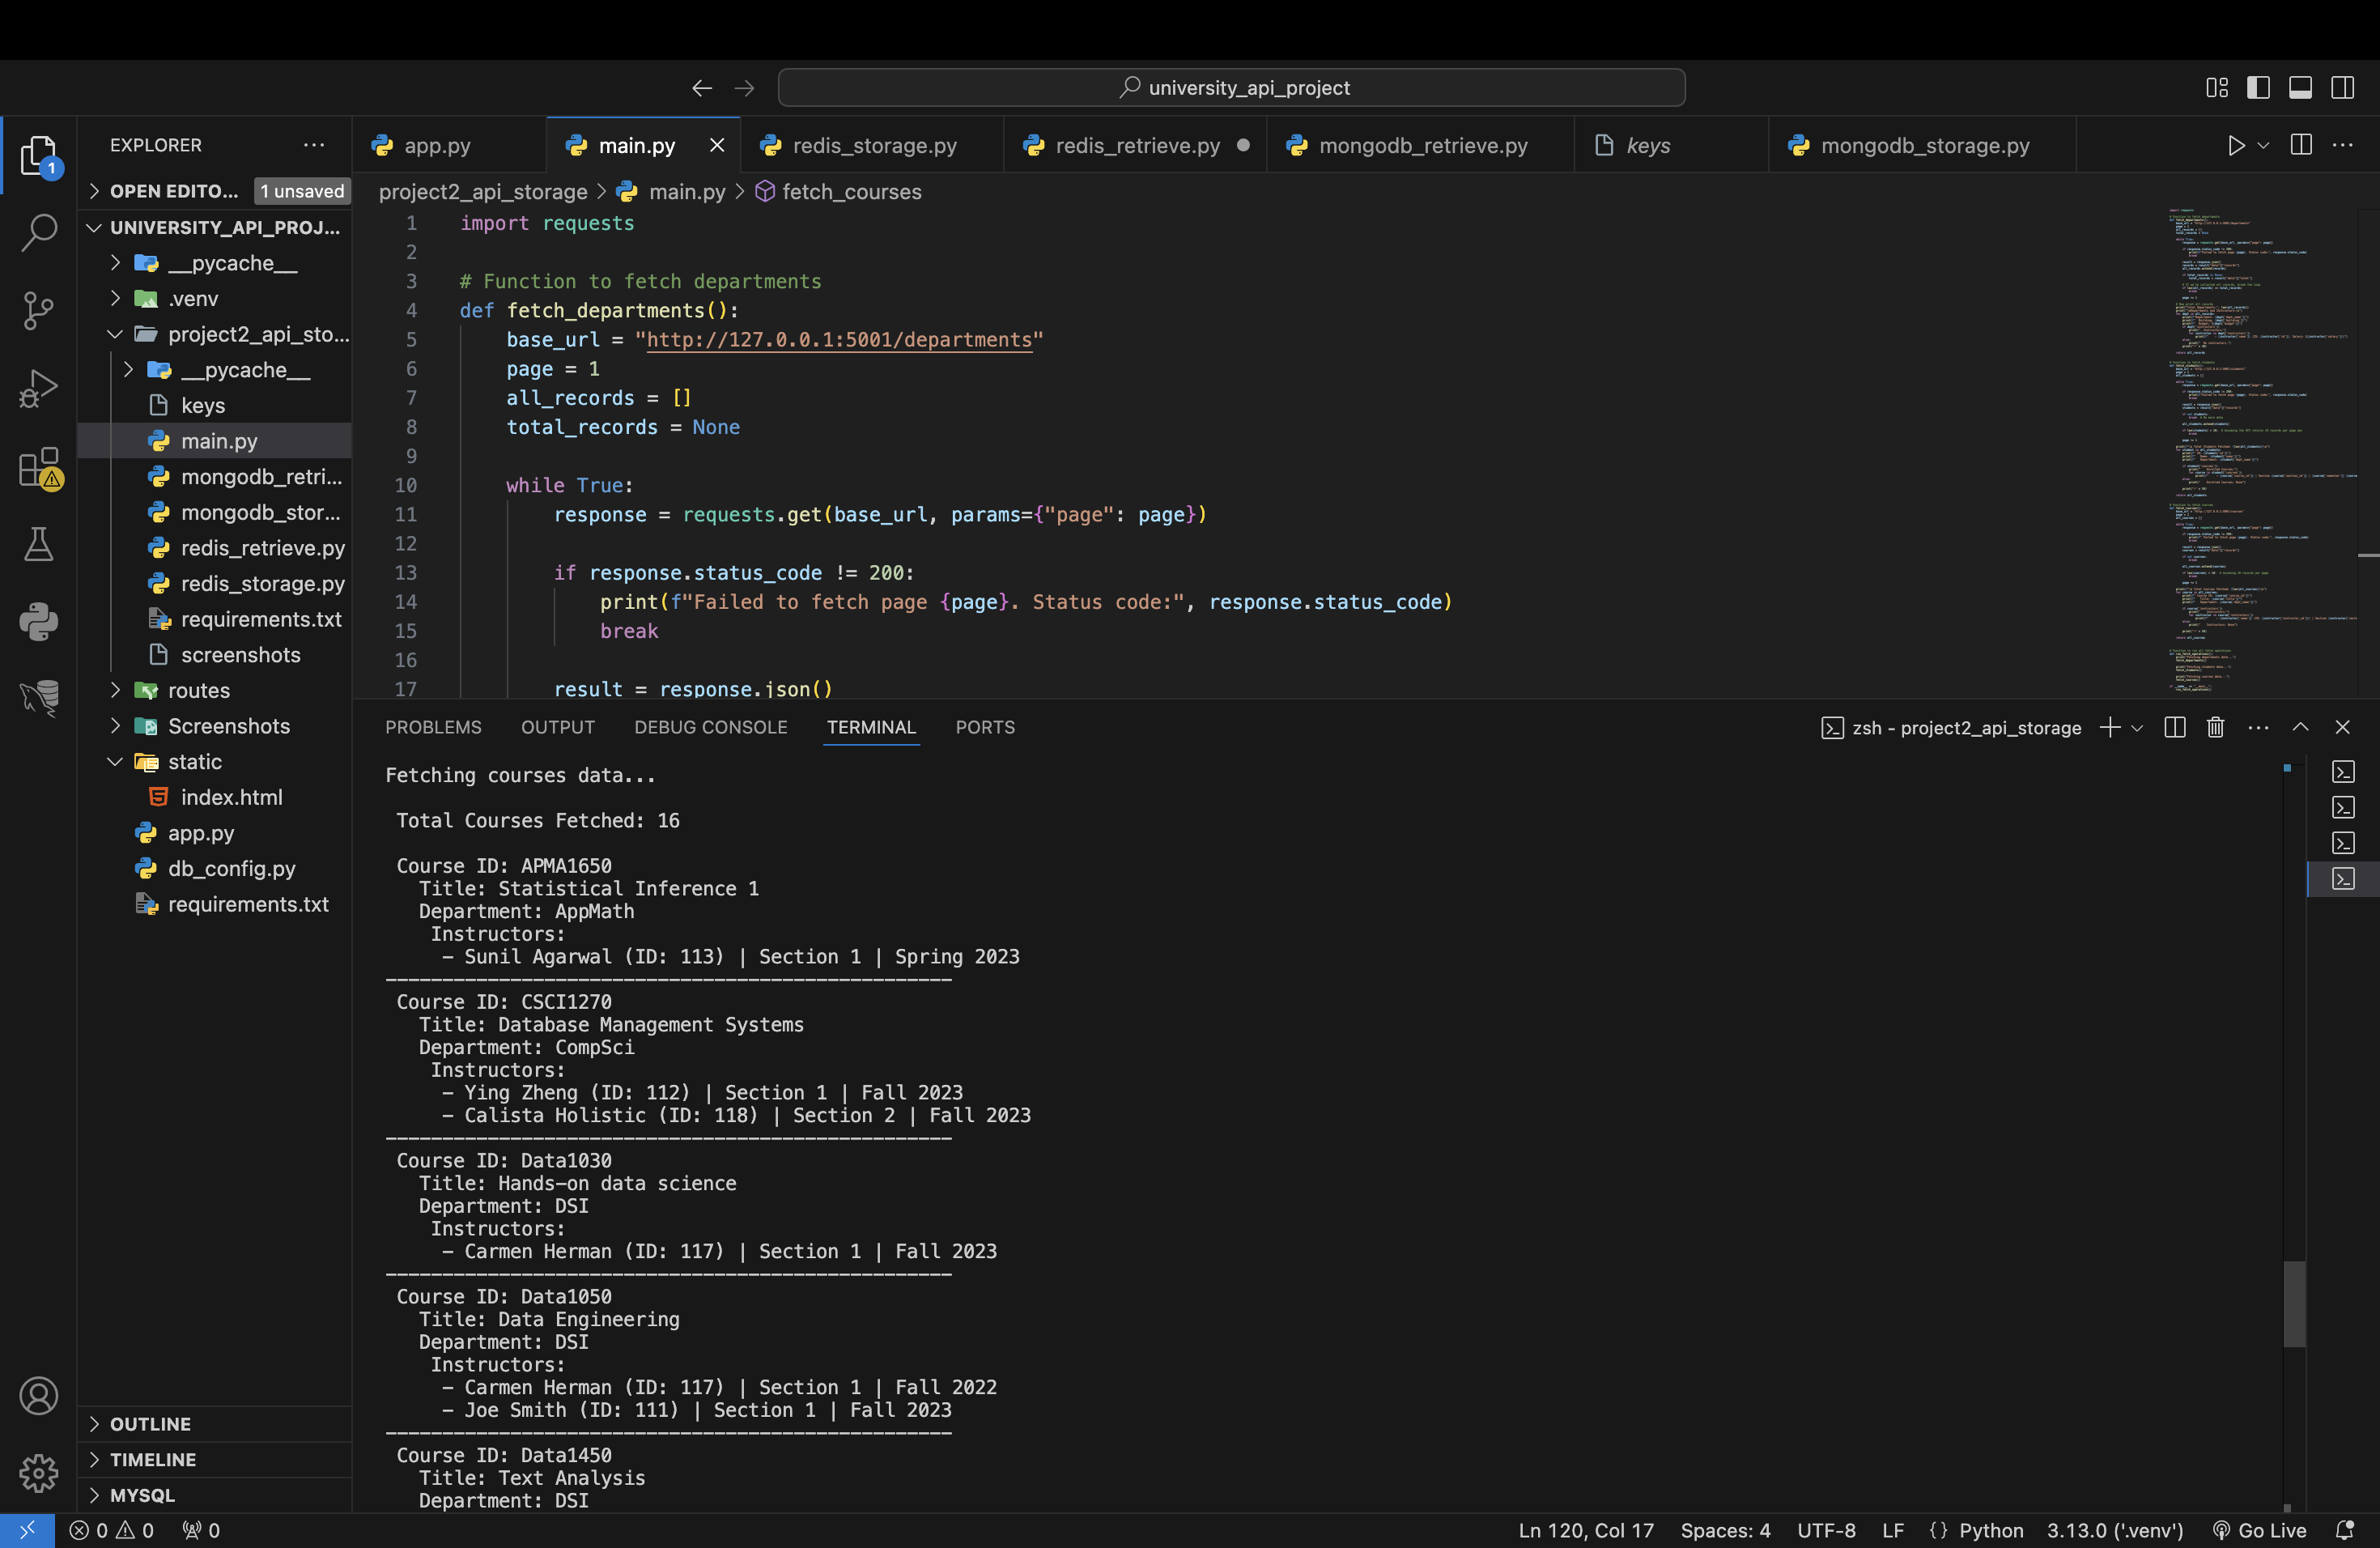 university_api_project
EXPLORER
1
OPEN EDITO... 1 unsaved
UNIVERSITY_API_PROJ...
__pycache__
.venv
project2_api_sto...
__pycache__
keys
main.py
mongodb_retri...
mongodb_stor...
redis_retrieve.py
redis_storage.py
requirements.txt
screenshots
routes
Screenshots
static
index.html
app.py
db_config.py
requirements.txt
OUTLINE
TIMELINE
MYSQL
app.py main.py redis_storage.py redis_retrieve.py mongodb_retrieve.py keys mongodb_storage.py
project2_api_storage > main.py > fetch_courses
1 import requests
2
3 # Function to fetch departments
4 def fetch_departments():
5 base_url = "http://127.0.0.1:5001/departments"
6 page = 1
7 all_records = []
8 total_records = None
9
10 while True:
11 response = requests.get(base_url, params={"page": page})
12
13 if response.status_code != 200:
14 print(f"Failed to fetch page {page}. Status code:", response.status_code)
15 break
16
17 result = response.json()
PROBLEMS OUTPUT DEBUG CONSOLE TERMINAL PORTS zsh - project2_api_storage
Fetching courses data...
Total Courses Fetched: 16
Course ID: APMA1650
Title: Statistical Inference 1
Department: AppMath
Instructors:
- Sunil Agarwal (ID: 113) | Section 1 | Spring 2023
--------------------------------------------------
Course ID: CSCI1270
Title: Database Management Systems
Department: CompSci
Instructors:
- Ying Zheng (ID: 112) | Section 1 | Fall 2023
- Calista Holistic (ID: 118) | Section 2 | Fall 2023
--------------------------------------------------
Course ID: Data1030
Title: Hands-on data science
Department: DSI
Instructors:
- Carmen Herman (ID: 117) | Section 1 | Fall 2023
--------------------------------------------------
Course ID: Data1050
Title: Data Engineering
Department: DSI
Instructors:
- Carmen Herman (ID: 117) | Section 1 | Fall 2022
- Joe Smith (ID: 111) | Section 1 | Fall 2023
--------------------------------------------------
Course ID: Data1450
Title: Text Analysis
Department: DSI
0 0 0 Ln 120, Col 17 Spaces: 4 UTF-8 LF {} Python 3.13.0 ('.venv') Go Live